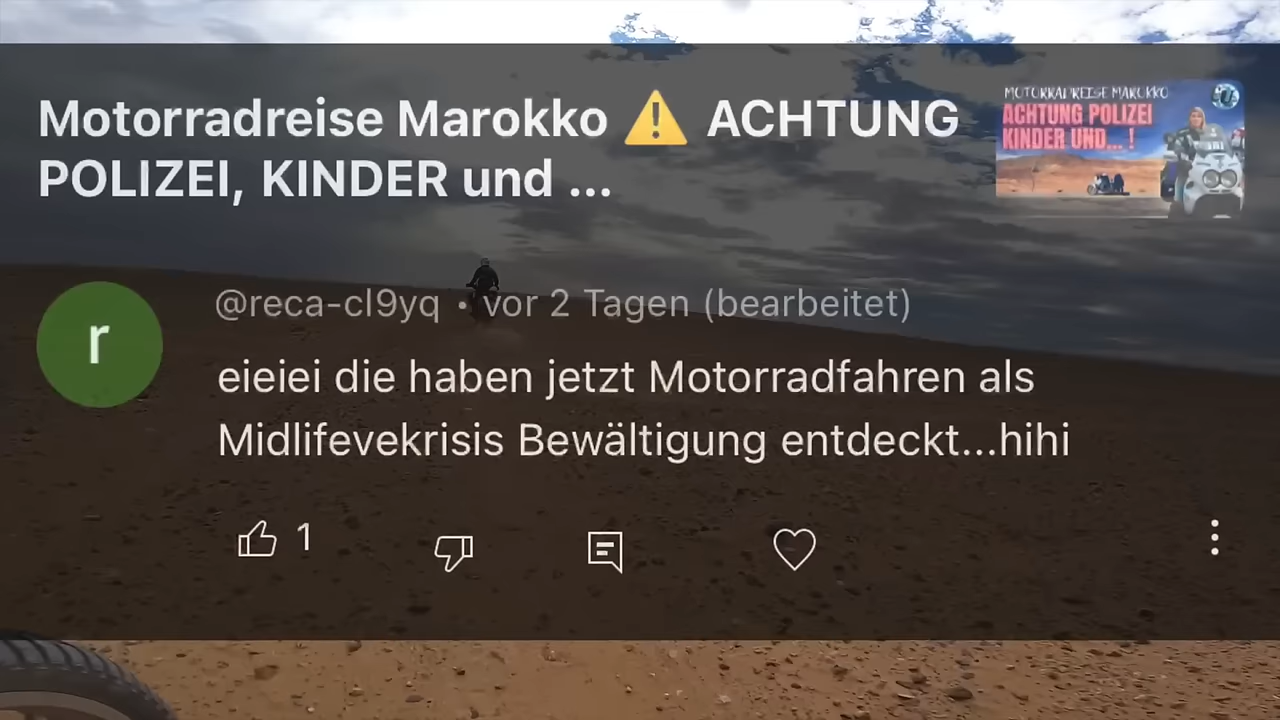 Motorradreise Marokko ⚠️ ACHTUNG
POLIZEI, KINDER und ...
MOTORRADREISE MAROKKO
ACHTUNG POLIZEI
KINDER UND... !
r
@reca-cl9yq • vor 2 Tagen (bearbeitet)
eieiei die haben jetzt Motorradfahren als
Midlifevekrisis Bewältigung entdeckt...hihi
1